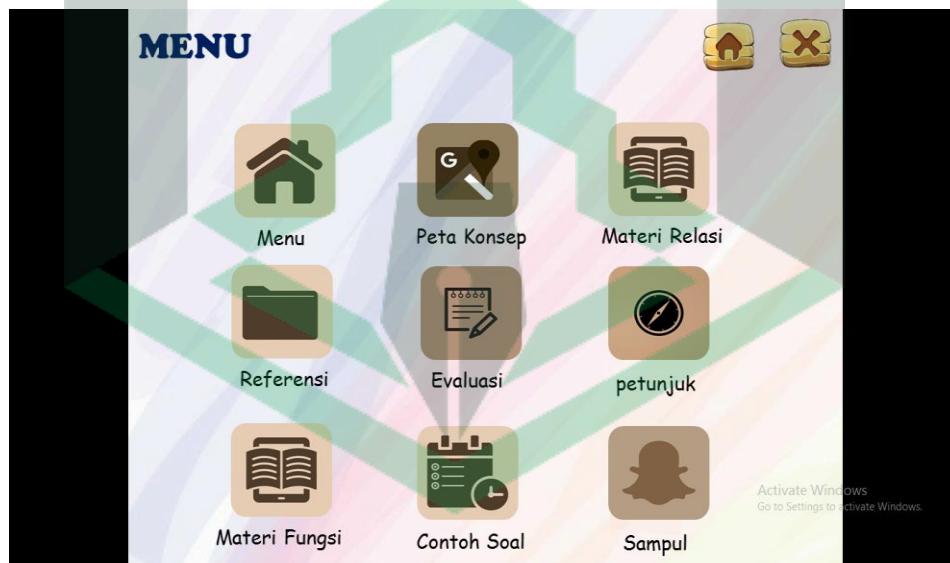 MENU
Menu
Peta Konsep
Materi Relasi
Referensi
Evaluasi
petunjuk
Materi Fungsi
Contoh Soal
Sampul
G
Activate Windows
Go to Settings to activate Windows.